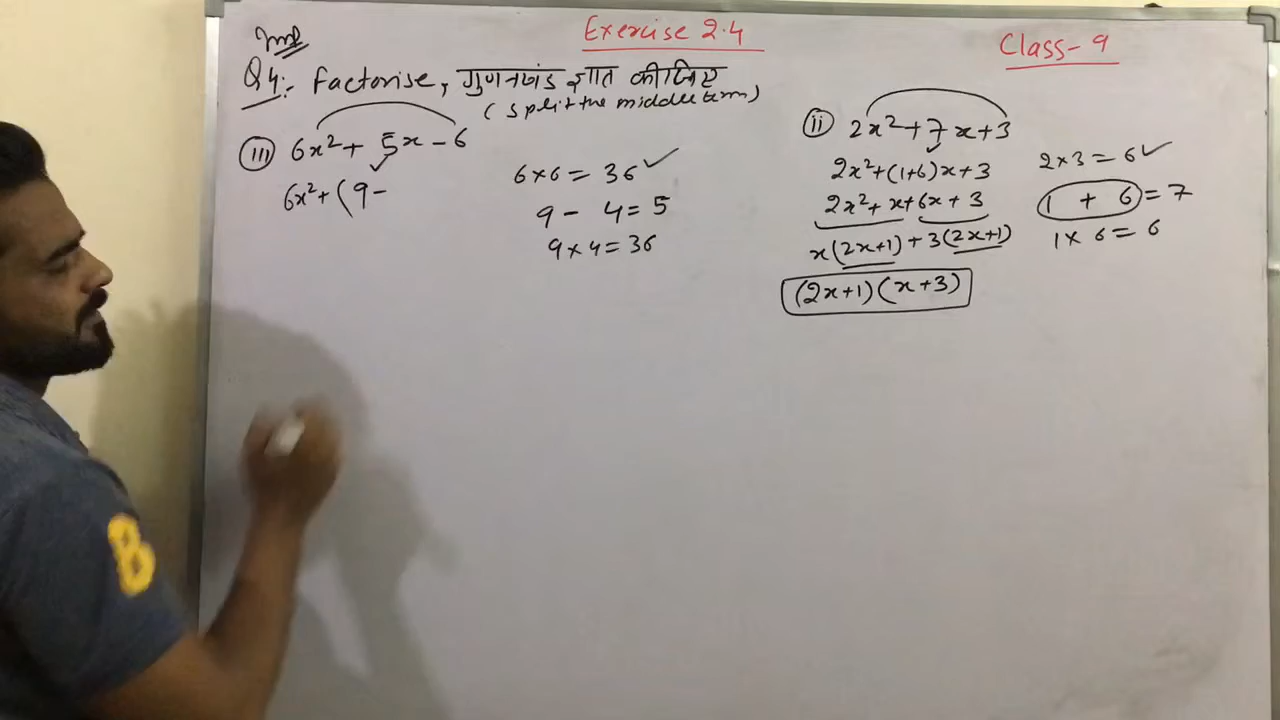 Exercise 2.4
Class-9
Imp
Q4:- Factorise, गुणनखंड ज्ञात कीजिए
(split the middle term)
(iii) 6x² + 5x - 6
6x² + (9-
6×6 = 36 ✓
9 - 4 = 5
9 × 4 = 36
(ii) 2x² + 7x + 3
2x² + (1+6)x + 3
2x² + x + 6x + 3
x(2x+1) + 3(2x+1)
(2x+1)(x+3)
2×3 = 6 ✓
1 + 6 = 7
1 × 6 = 6
8